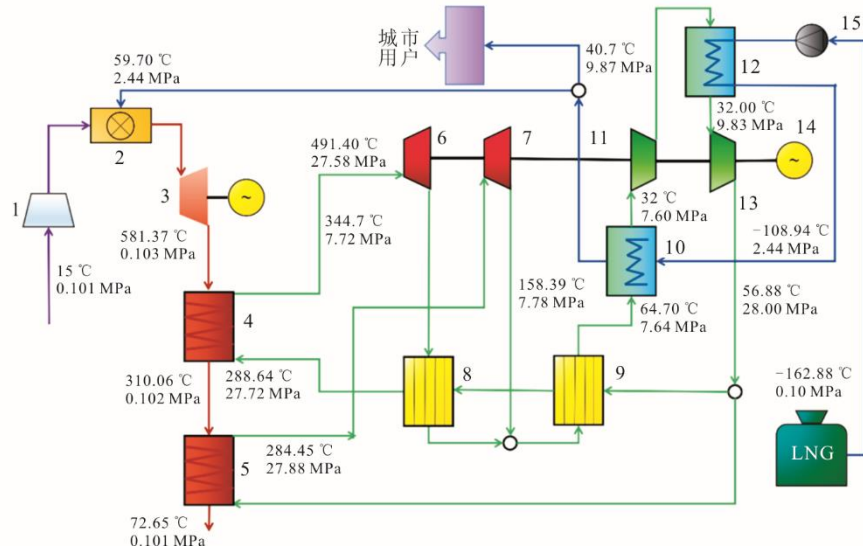 城市
用户
59.70 ℃
2.44 MPa
40.7 ℃
9.87 MPa
15
12
32.00 ℃
9.83 MPa
2
491.40 ℃
27.58 MPa
6
7
11
14
~
1
3
~
344.7 ℃
7.72 MPa
32 ℃
7.60 MPa
13
581.37 ℃
0.103 MPa
10
−108.94 ℃
2.44 MPa
15 ℃
0.101 MPa
158.39 ℃
7.78 MPa
64.70 ℃
7.64 MPa
56.88 ℃
28.00 MPa
4
310.06 ℃
0.102 MPa
288.64 ℃
27.72 MPa
8
9
−162.88 ℃
0.10 MPa
284.45 ℃
27.88 MPa
LNG
5
72.65 ℃
0.101 MPa